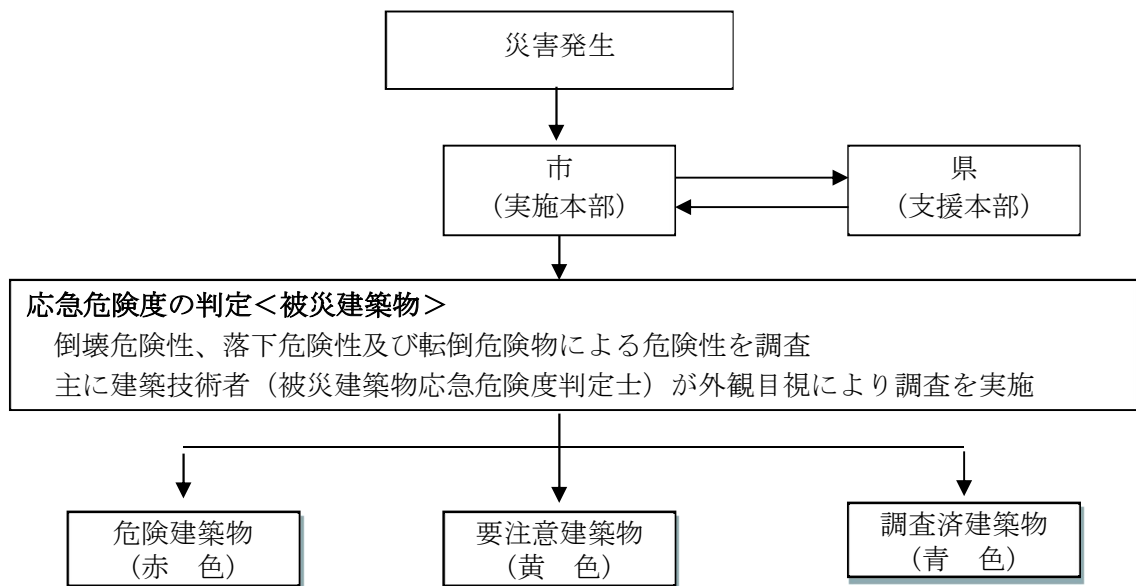 災害発生
市
（実施本部）
県
（支援本部）
応急危険度の判定＜被災建築物＞
倒壊危険性、落下危険性及び転倒危険物による危険性を調査
主に建築技術者（被災建築物応急危険度判定士）が外観目視により調査を実施
危険建築物
（赤　色）
要注意建築物
（黄　色）
調査済建築物
（青　色）